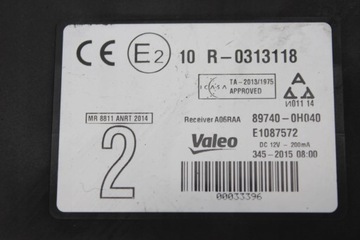 CE E2 10 R-0313118
ICASA TA-2013/1975
APPROVED
И011 14
MR 8811 ANRT 2014
2
Receiver A06RAA 89740-0H040
Valeo E1087572
DC 12V - 200mA
345-2015 08:00
00033396